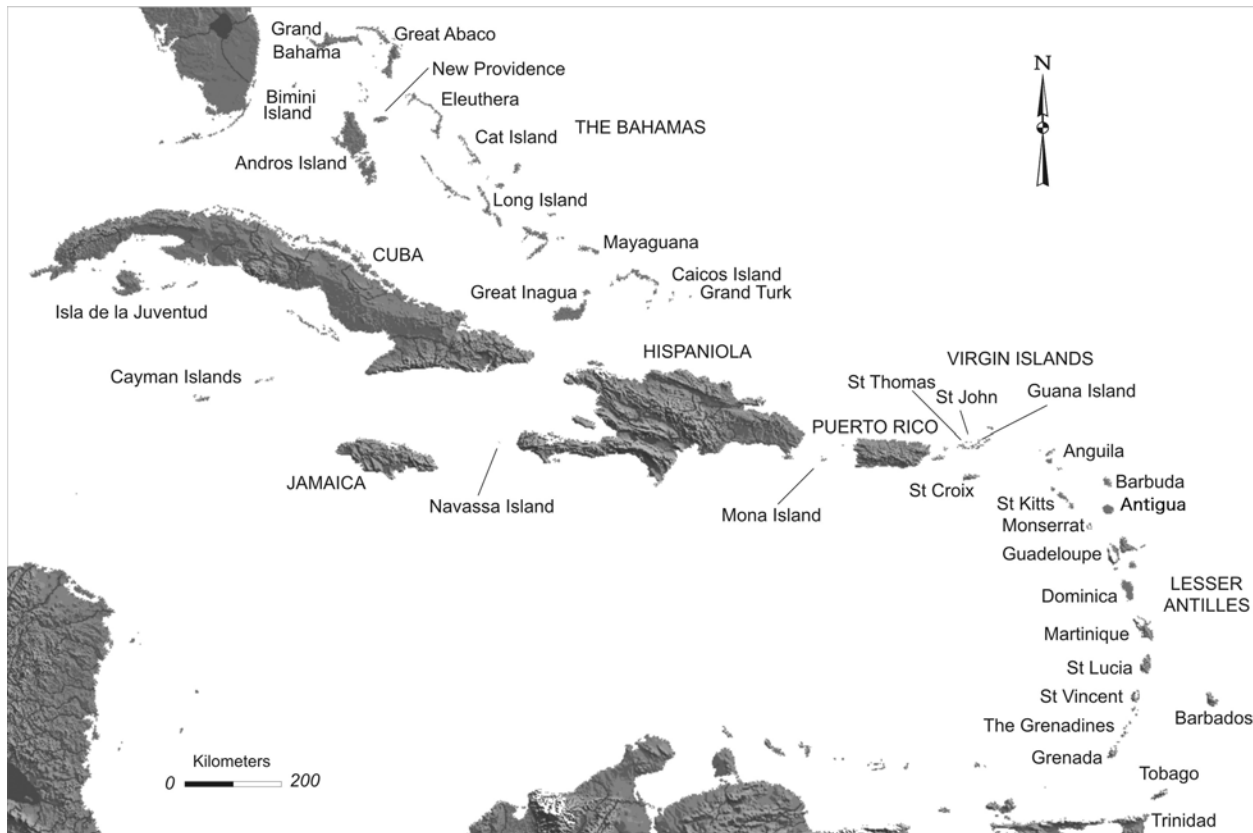 Grand
Bahama
Great Abaco
New Providence
Bimini
Island
Eleuthera
THE BAHAMAS
Cat Island
Andros Island
Long Island
N
CUBA
Mayaguana
Caicos Island
Great Inagua
Grand Turk
Isla de la Juventud
HISPANIOLA
VIRGIN ISLANDS
Cayman Islands
St Thomas
St John
Guana Island
PUERTO RICO
Anguila
JAMAICA
St Croix
Barbuda
Navassa Island
Mona Island
St Kitts
Antigua
Monserrat
Guadeloupe
Dominica
LESSER
ANTILLES
Martinique
St Lucia
St Vincent
Barbados
The Grenadines
Grenada
Kilometers
0 200
Tobago
Trinidad